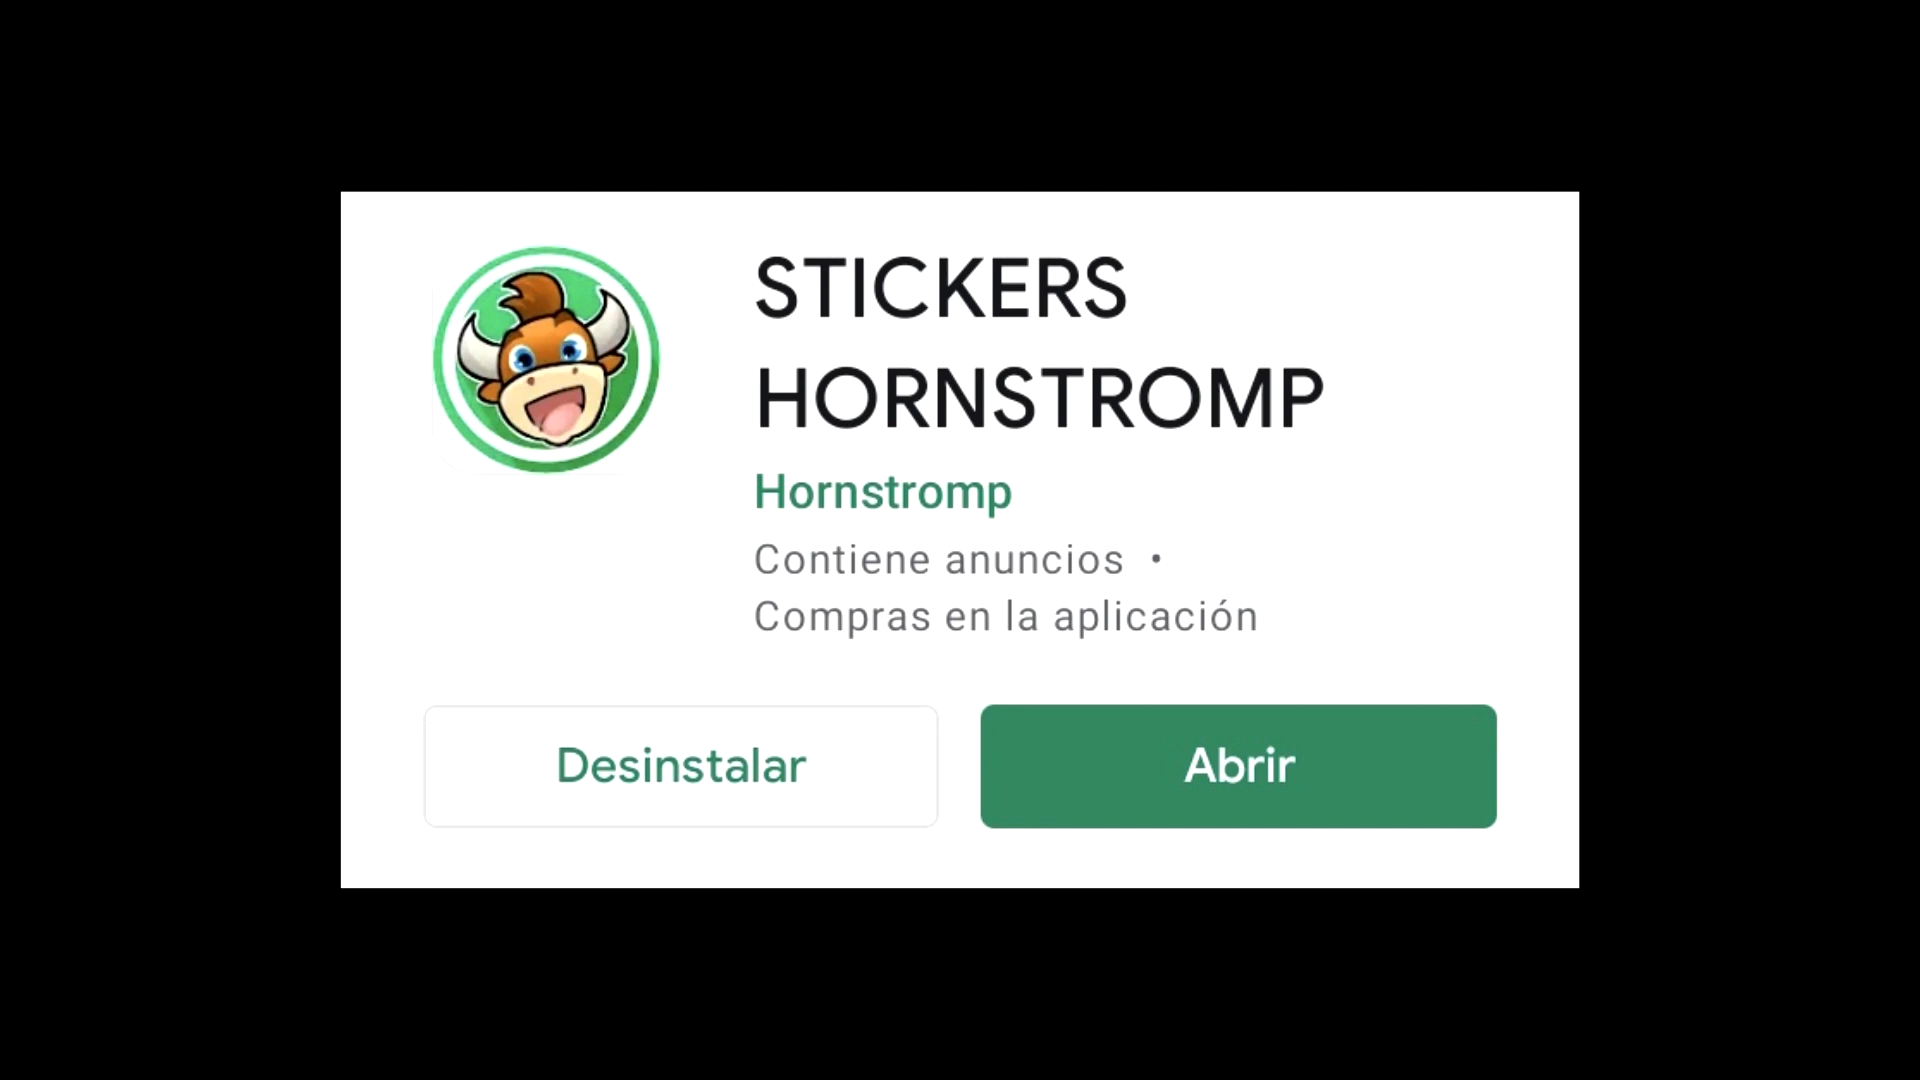 STICKERS
HORNSTROMP
Hornstromp
Contiene anuncios •
Compras en la aplicación
Desinstalar
Abrir